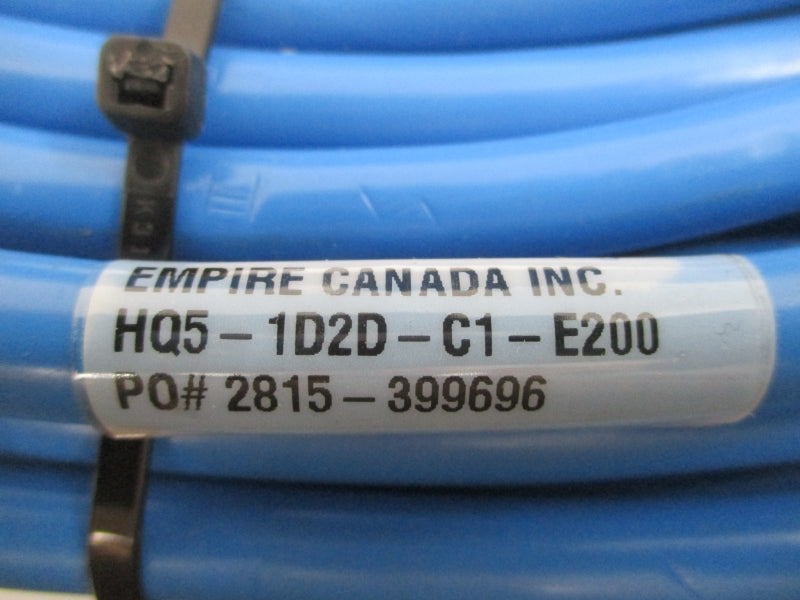 EMPIRE CANADA INC.
HQ5-1D2D-C1-E200
PO# 2815-399696